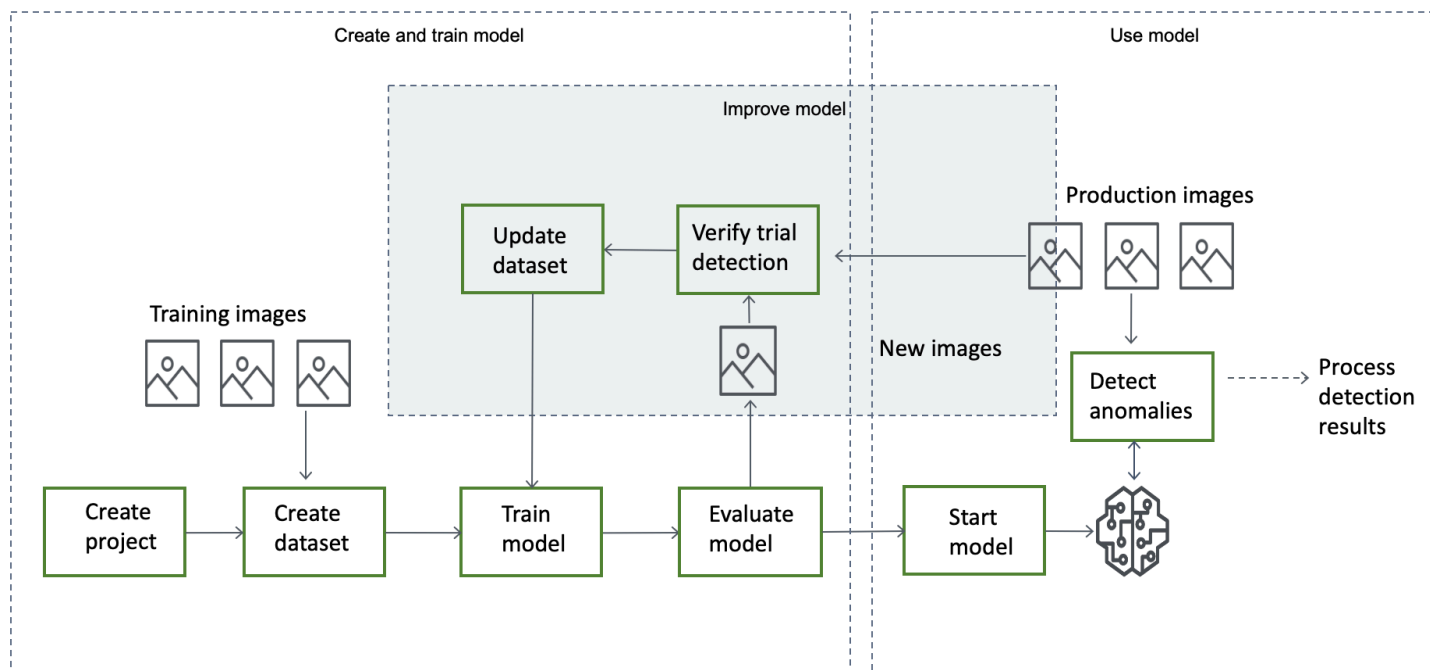 Create and train model
Use model
Improve model
Production images
Update
dataset
Verify trial
detection
Training images
New images
Detect
anomalies
Process
detection
results
Create
project
Create
dataset
Train
model
Evaluate
model
Start
model